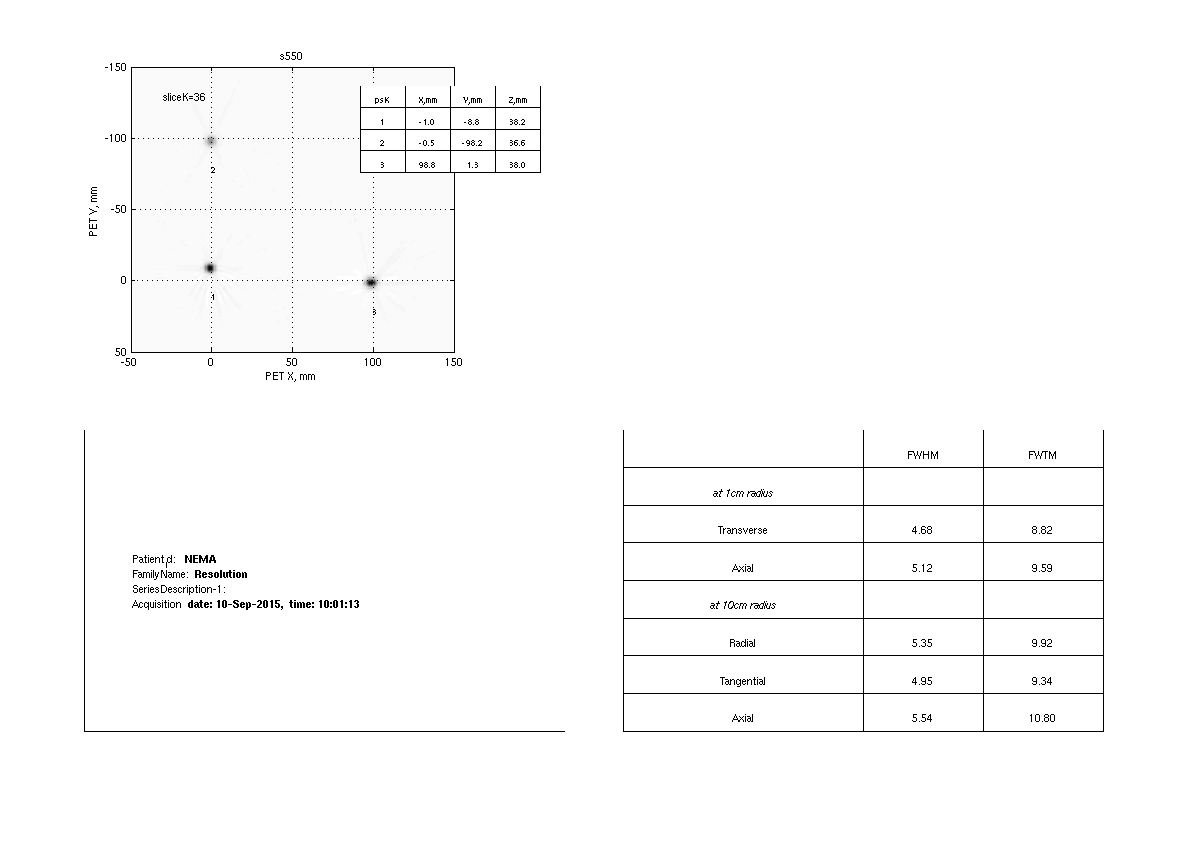 s550
-150
sliceK=36
psK X,mm Y,mm Z,mm
1 -1.0 -8.8 38.2
2 -0.5 -98.2 36.6
3 98.8 1.3 38.0
-100
2
-50
PET Y, mm
0
1
3
50
-50 0 50 100 150
PET X, mm
FWHM FWTM
at 1cm radius
Transverse 4.68 8.82
Axial 5.12 9.59
at 10cm radius
Radial 5.35 9.92
Tangential 4.95 9.34
Axial 5.54 10.80
PatientId: NEMA
FamilyName: Resolution
SeriesDescription-1:
Acquisition date: 10-Sep-2015, time: 10:01:13